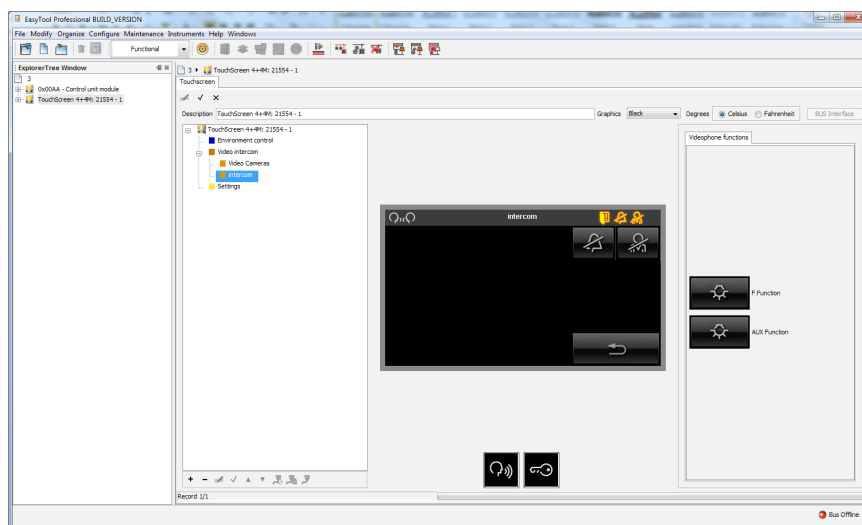 EasyTool Professional BUILD_VERSION
File Modify Organize Configure Maintenance Instruments Help Windows
Functional
ExplorerTree Window
3
0x00AA - Control unit module
TouchScreen 4+4M: 21554 - 1
3 TouchScreen 4+4M: 21554 - 1
Touchscreen
Description TouchScreen 4+4M: 21554 - 1 Graphics Black Degrees Celsius Fahrenheit BUS Interface
TouchScreen 4+4M: 21554 - 1
Environment control
Video intercom
Video Cameras
intercom
Settings
intercom
Videophone functions
F Function
AUX Function
Record 1/1
Bus Offline